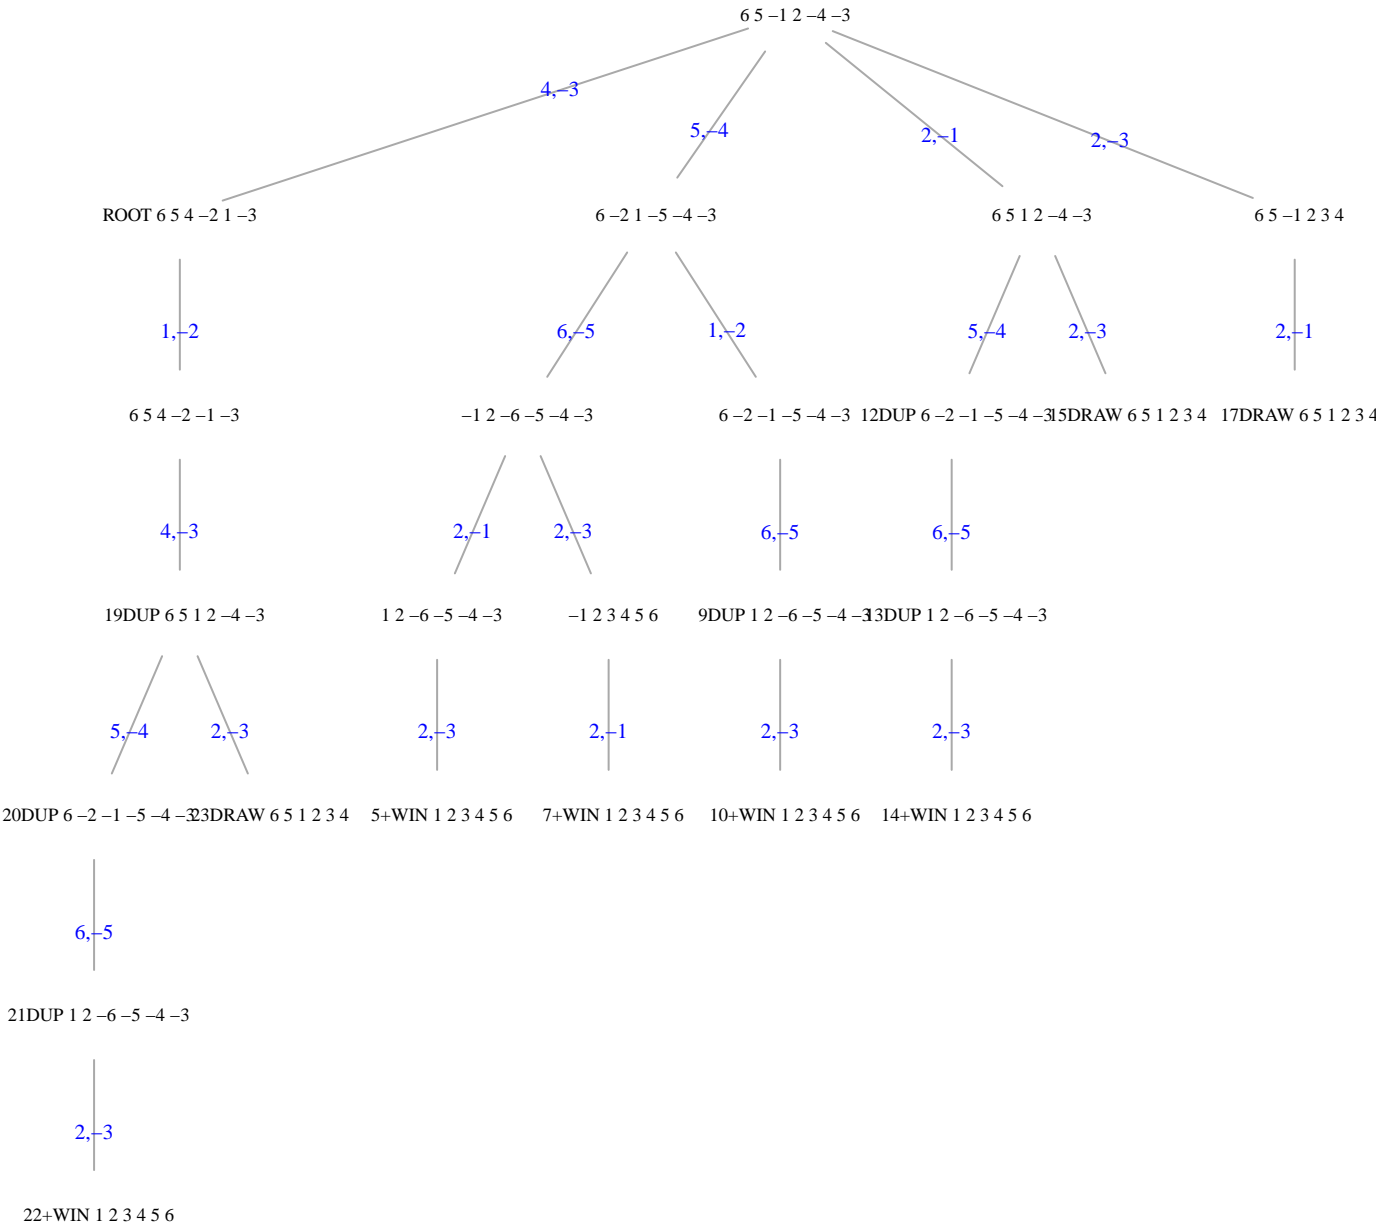 6 5 –1 2 –4 –3
4,–3
5,–4
2,–1
2,–3
ROOT 6 5 4 –2 1 –3
6 –2 1 –5 –4 –3
6 5 1 2 –4 –3
6 5 –1 2 3 4
1,–2
6,–5
1,–2
5,–4
2,–3
2,–1
6 5 4 –2 –1 –3
–1 2 –6 –5 –4 –3
6 –2 –1 –5 –4 –3
12DUP 6 –2 –1 –5 –4 –3
15DRAW 6 5 1 2 3 4
17DRAW 6 5 1 2 3 4
4,–3
2,–1
2,–3
6,–5
6,–5
19DUP 6 5 1 2 –4 –3
1 2 –6 –5 –4 –3
–1 2 3 4 5 6
9DUP 1 2 –6 –5 –4 –3
13DUP 1 2 –6 –5 –4 –3
5,–4
2,–3
2,–3
2,–1
2,–3
2,–3
20DUP 6 –2 –1 –5 –4 –3
23DRAW 6 5 1 2 3 4
5+WIN 1 2 3 4 5 6
7+WIN 1 2 3 4 5 6
10+WIN 1 2 3 4 5 6
14+WIN 1 2 3 4 5 6
6,–5
21DUP 1 2 –6 –5 –4 –3
2,–3
22+WIN 1 2 3 4 5 6